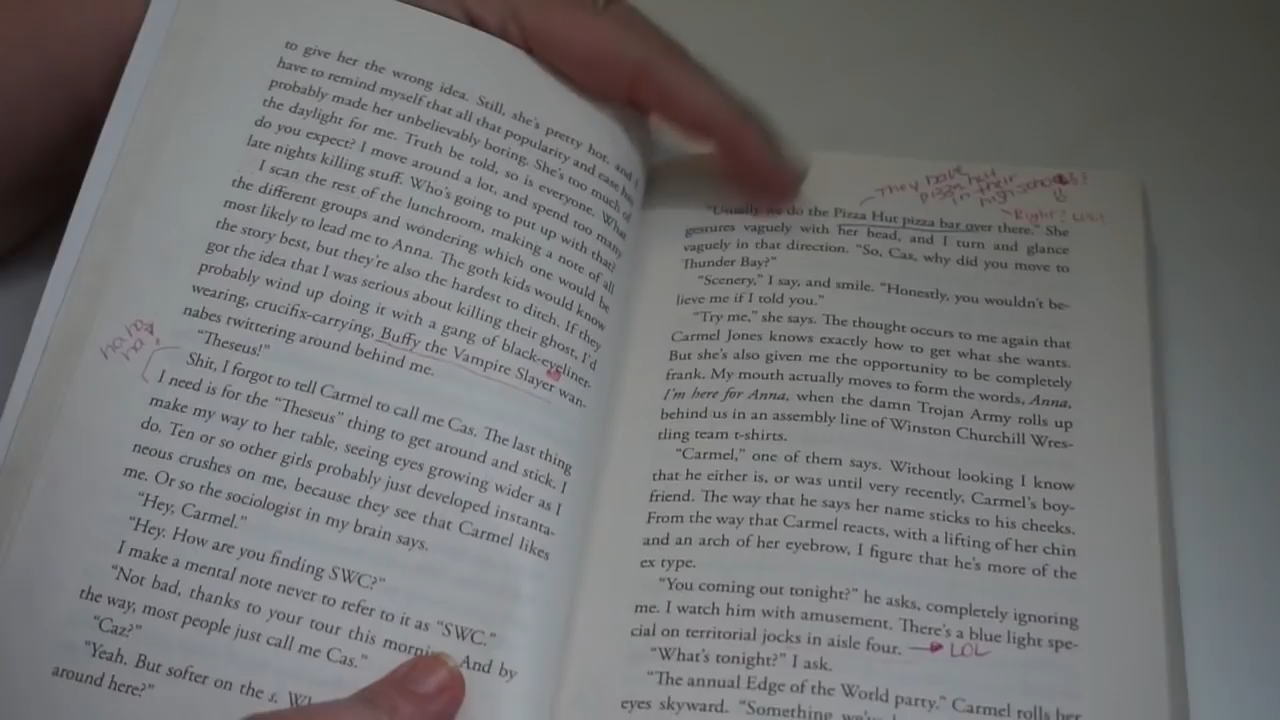 to give her the wrong idea. Still, she's pretty hot, and I
have to remind myself that all that popularity and ease have
probably made her unbelievably boring. She's too much of
the daylight for me. Truth be told, so is everyone. What
do you expect? I move around a lot, and spend too many
late nights killing stuff. Who's going to put up with that?
I scan the rest of the lunchroom, making a note of all
the different groups and wondering which one would be
most likely to lead me to Anna. The goth kids would know
the story best, but they're also the hardest to ditch. If they
got the idea that I was serious about killing their ghost, I'd
probably wind up doing it with a gang of black-eyeliner-
wearing, crucifix-carrying, Buffy the Vampire Slayer wan-
nabes twittering around behind me.
"Theseus!"
haha
ha!
Shit, I forgot to tell Carmel to call me Cas. The last thing
I need is for the "Theseus" thing to get around and stick. I
make my way to her table, seeing eyes growing wider as I
do. Ten or so other girls probably just developed instanta-
neous crushes on me, because they see that Carmel likes
me. Or so the sociologist in my brain says.
"Hey, Carmel."
"Hey. How are you finding SWC?"
I make a mental note never to refer to it as "SWC."
"Not bad, thanks to your tour this morning. And by
the way, most people just call me Cas."
"Caz?"
"Yeah. But softer on the s.
around here?"
They have
pizza hut
in their
Right?
"Usually we do the Pizza Hut pizza bar over there." She
gestures vaguely with her head, and I turn and glance
vaguely in that direction. "So, Cas, why did you move to
Thunder Bay?"
"Scenery," I say, and smile. "Honestly, you wouldn't be-
lieve me if I told you."
"Try me," she says. The thought occurs to me again that
Carmel Jones knows exactly how to get what she wants.
But she's also given me the opportunity to be completely
frank. My mouth actually moves to form the words, Anna,
I'm here for Anna, when the damn Trojan Army rolls up
behind us in an assembly line of Winston Churchill Wres-
tling team t-shirts.
"Carmel," one of them says. Without looking I know
that he either is, or was until very recently, Carmel's boy-
friend. The way that he says her name sticks to his cheeks.
From the way that Carmel reacts, with a lifting of her chin
and an arch of her eyebrow, I figure that he's more of the
ex type.
"You coming out tonight?" he asks, completely ignoring
me. I watch him with amusement. There's a blue light spe-
cial on territorial jocks in aisle four. LOL
"What's tonight?" I ask.
"The annual Edge of the World party." Carmel rolls her
eyes skyward. "Something we've